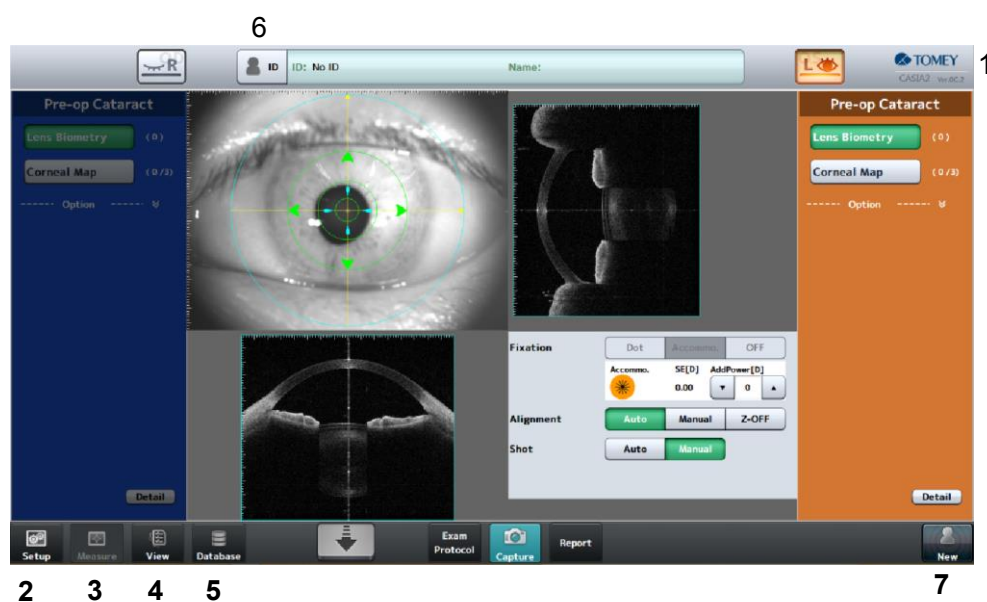 6
R ID ID: No ID Name: L TOMEY 1
CASIA2
Pre-op Cataract
Lens Biometry (0)
Corneal Map (0/3)
Option
Detail
Pre-op Cataract
Lens Biometry (0)
Corneal Map (0/3)
Option
Detail
Fixation Dot Accommo. OFF
Accommo. SE[D] AddPower[D]
0.00 0
Alignment Auto Manual Z-OFF
Shot Auto Manual
Setup Measure View Database Exam Protocol Capture Report New
2 3 4 5 7